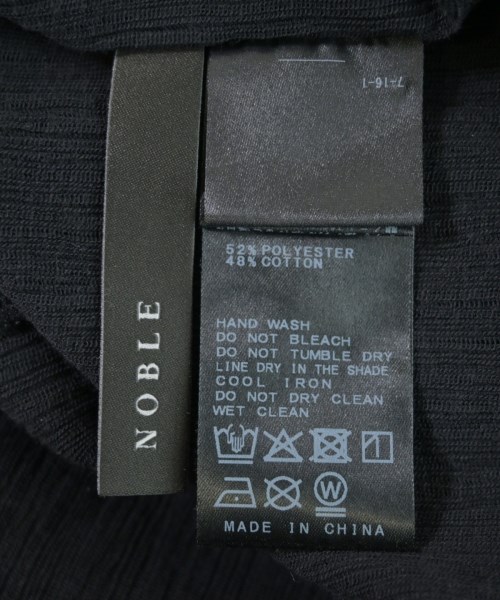 NOBLE
7-16-1
52% POLYESTER
48% COTTON
HAND WASH
DO NOT BLEACH
DO NOT TUMBLE DRY
LINE DRY IN THE SHADE
COOL IRON
DO NOT DRY CLEAN
WET CLEAN
W
MADE IN CHINA